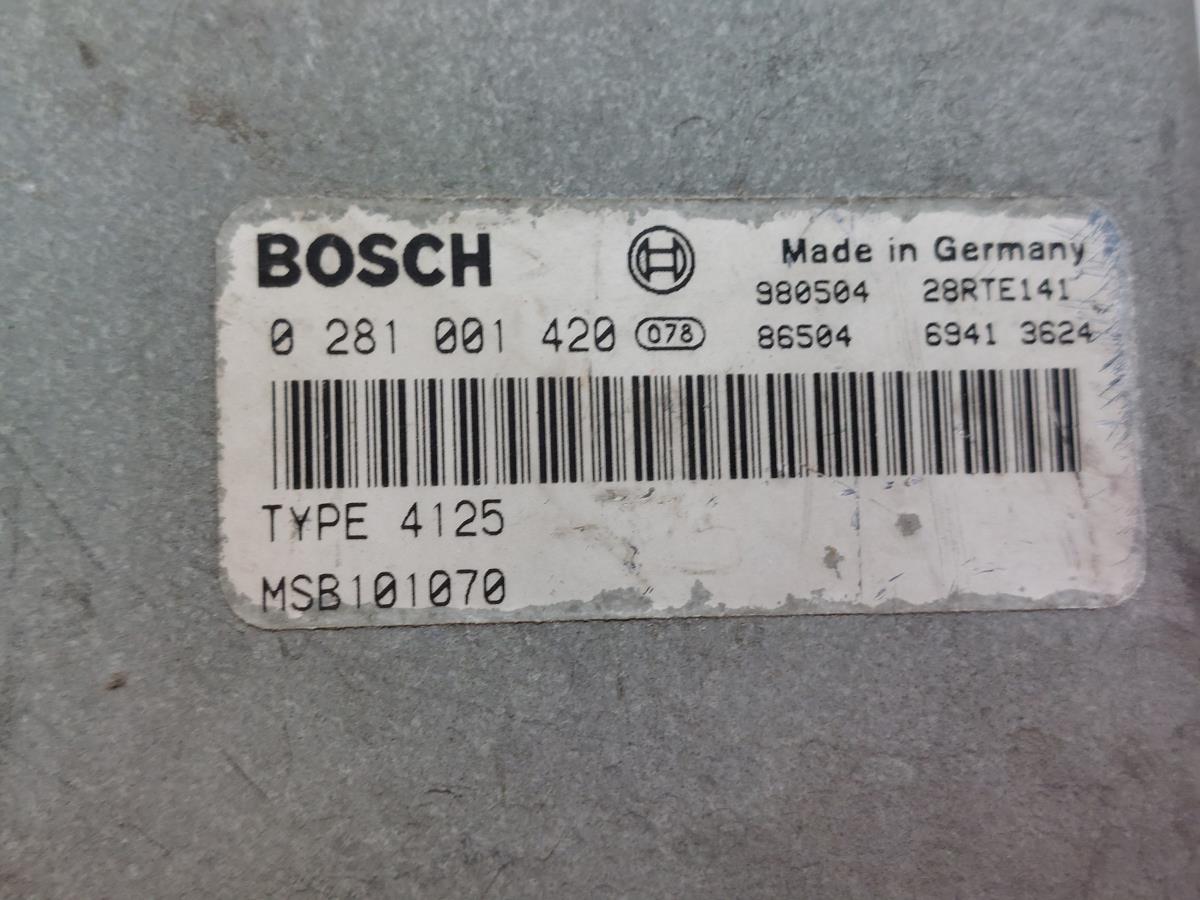 BOSCH Made in Germany
980504 28RTE141
0 281 001 420 078 86504 6941 3624
TYPE 4125
MSB101070